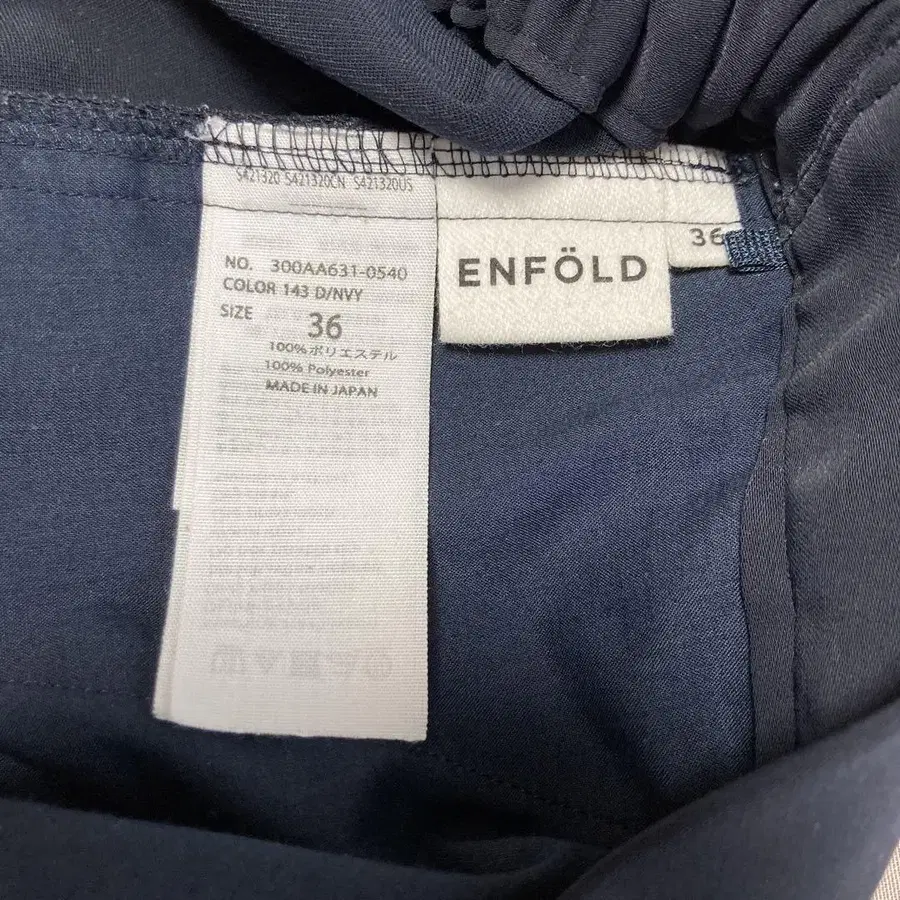 S421320 S421320CN S421320US
NO. 300AA631-0540
COLOR 143 D/NVY
SIZE 36
100%ポリエステル
100% Polyester
MADE IN JAPAN
ENFÖLD
36